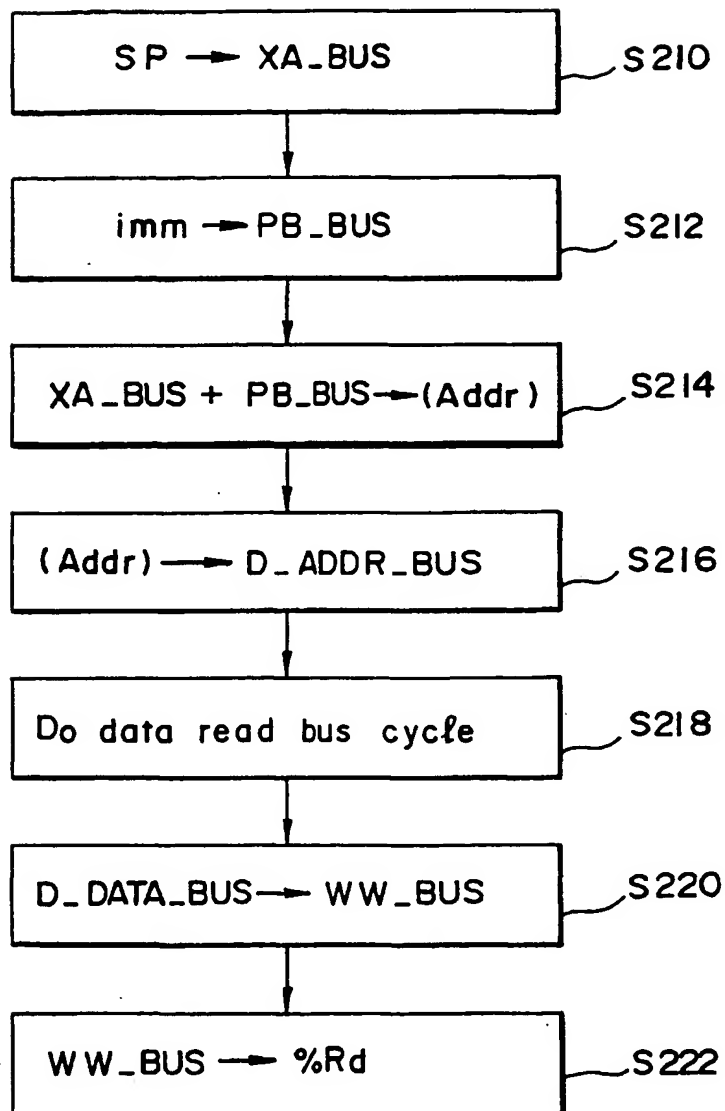 SP → XA_BUS S210
imm → PB_BUS S212
XA_BUS + PB_BUS → (Addr) S214
(Addr) → D_ADDR_BUS S216
Do data read bus cycle S218
D_DATA_BUS → WW_BUS S220
WW_BUS → %Rd S222